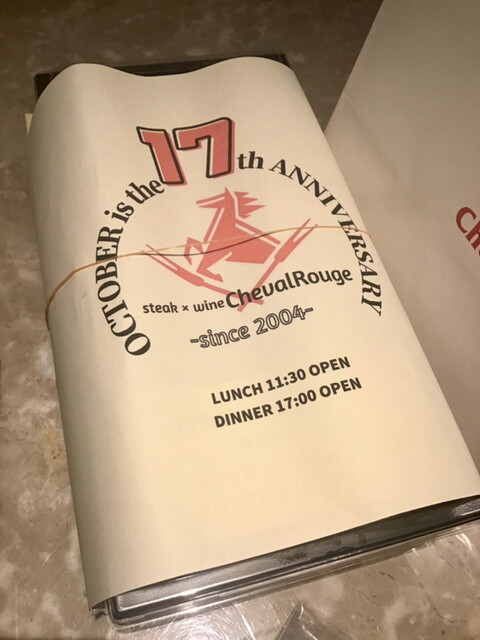 OCTOBER is the 17th ANNIVERSARY
steak × wine ChevalRouge
-since 2004-
LUNCH 11:30 OPEN
DINNER 17:00 OPEN